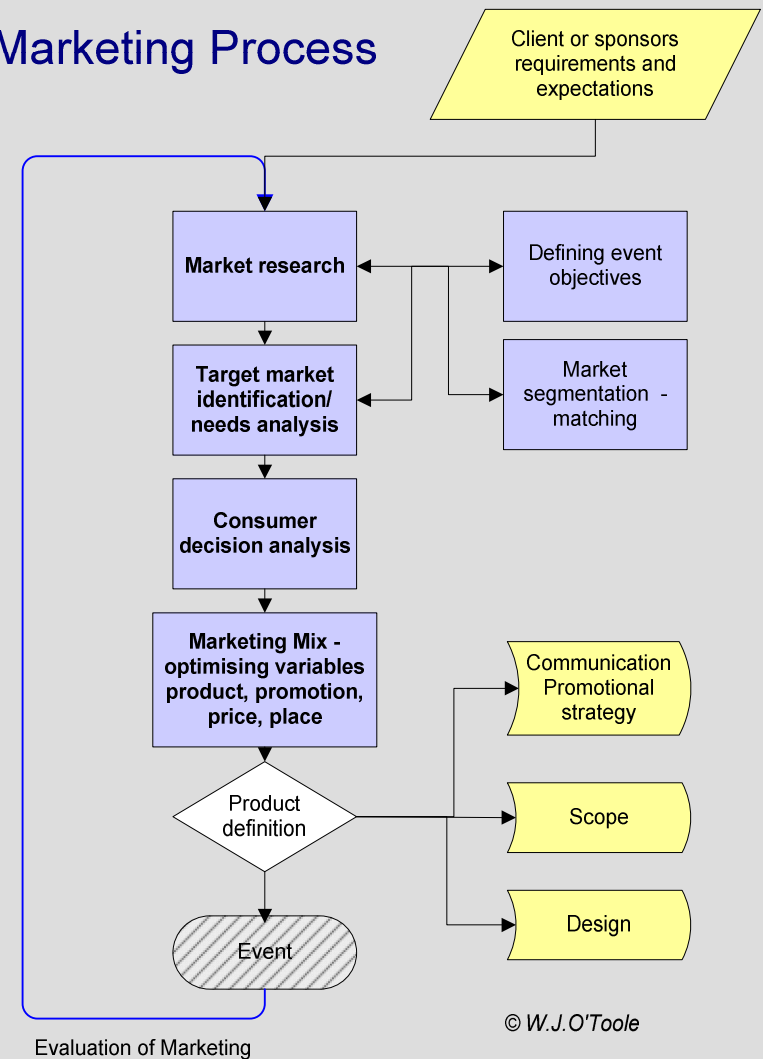 Marketing Process
Client or sponsors
requirements and
expectations
Market research
Defining event
objectives
Target market
identification/
needs analysis
Market
segmentation -
matching
Consumer
decision analysis
Marketing Mix -
optimising variables
product, promotion,
price, place
Communication
Promotional
strategy
Product
definition
Scope
Design
Event
© W.J.O'Toole
Evaluation of Marketing